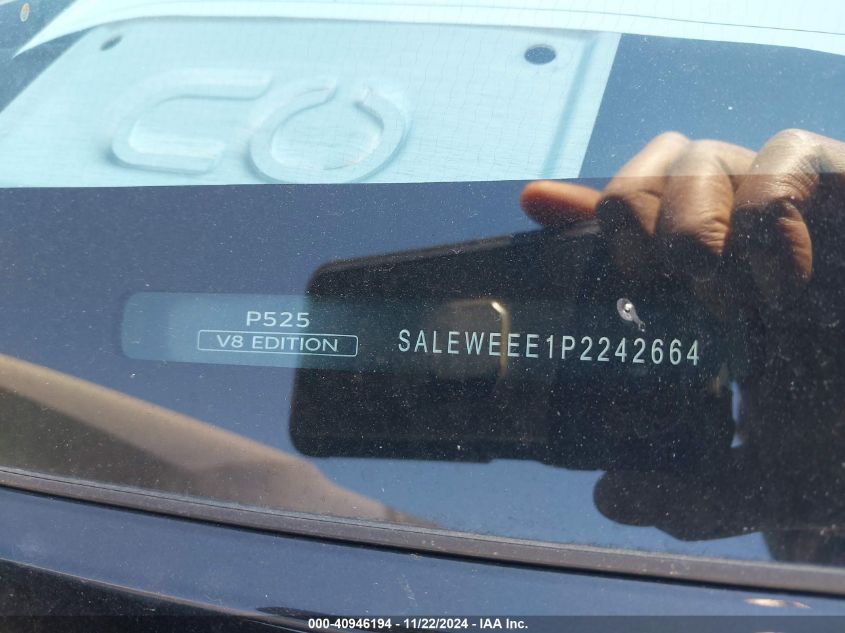 P525
V8 EDITION
SALEWEEE1P2242664
000-40946194 - 11/22/2024 - IAA Inc.